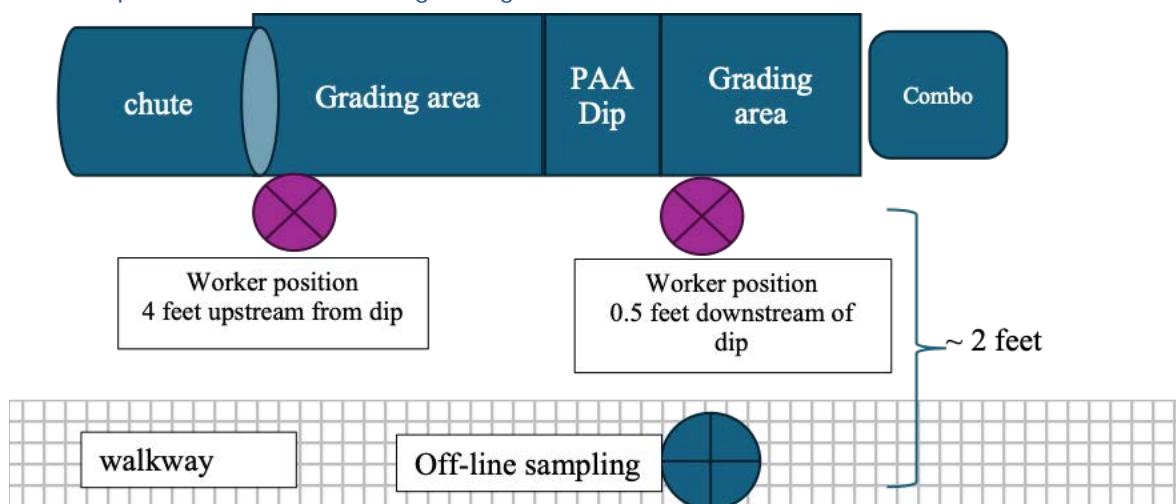 chute
Grading area
PAA
Dip
Grading
area
Combo
Worker position
4 feet upstream from dip
Worker position
0.5 feet downstream of
dip
~ 2 feet
walkway
Off-line sampling